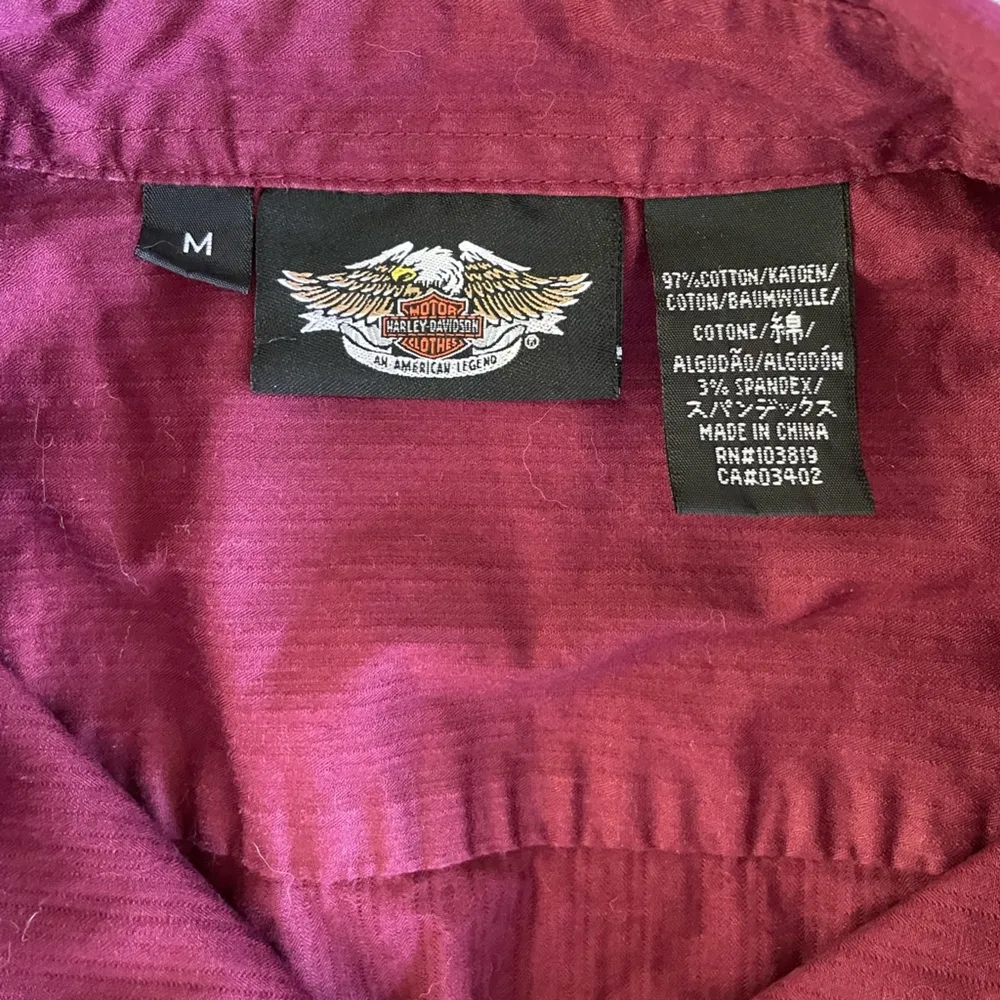 M
MOTOR
HARLEY-DAVIDSON
CLOTHES
AN AMERICAN LEGEND
®
97%COTTON/KATOEN/
COTON/BAUMWOLLE/
COTONE/綿/
ALGODÃO/ALGODÓN
3% SPANDEX/
スパンデックス
MADE IN CHINA
RN#103819
CA#03402